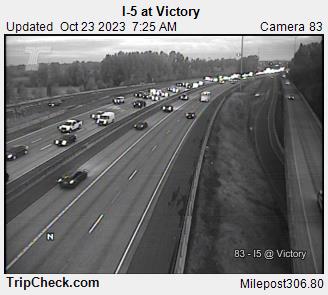 I-5 at Victory
Updated Oct 23 2023 7:25 AM Camera 83
N
83 - I5 @ Victory
TripCheck.com Milepost306.80